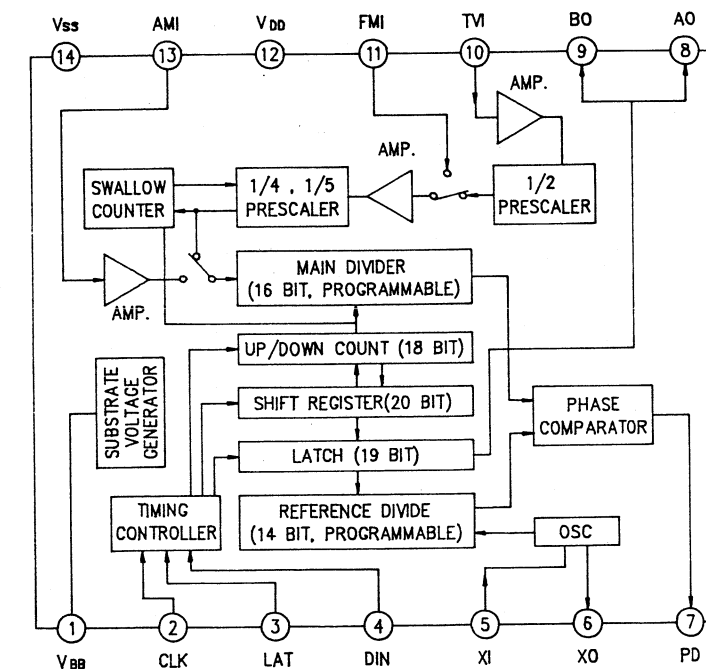 VSS AMI VDD FMI TVI BO AO
14 13 12 11 10 9 8
AMP.
AMP.
SWALLOW
COUNTER
1/4 , 1/5
PRESCALER
1/2
PRESCALER
AMP.
MAIN DIVIDER
(16 BIT, PROGRAMMABLE)
UP/DOWN COUNT (18 BIT)
SUBSTRATE
VOLTAGE
GENERATOR
SHIFT REGISTER(20 BIT)
PHASE
COMPARATOR
LATCH (19 BIT)
TIMING
CONTROLLER
REFERENCE DIVIDE
(14 BIT, PROGRAMMABLE)
OSC
1 2 3 4 5 6 7
VBB CLK LAT DIN XI XO PD